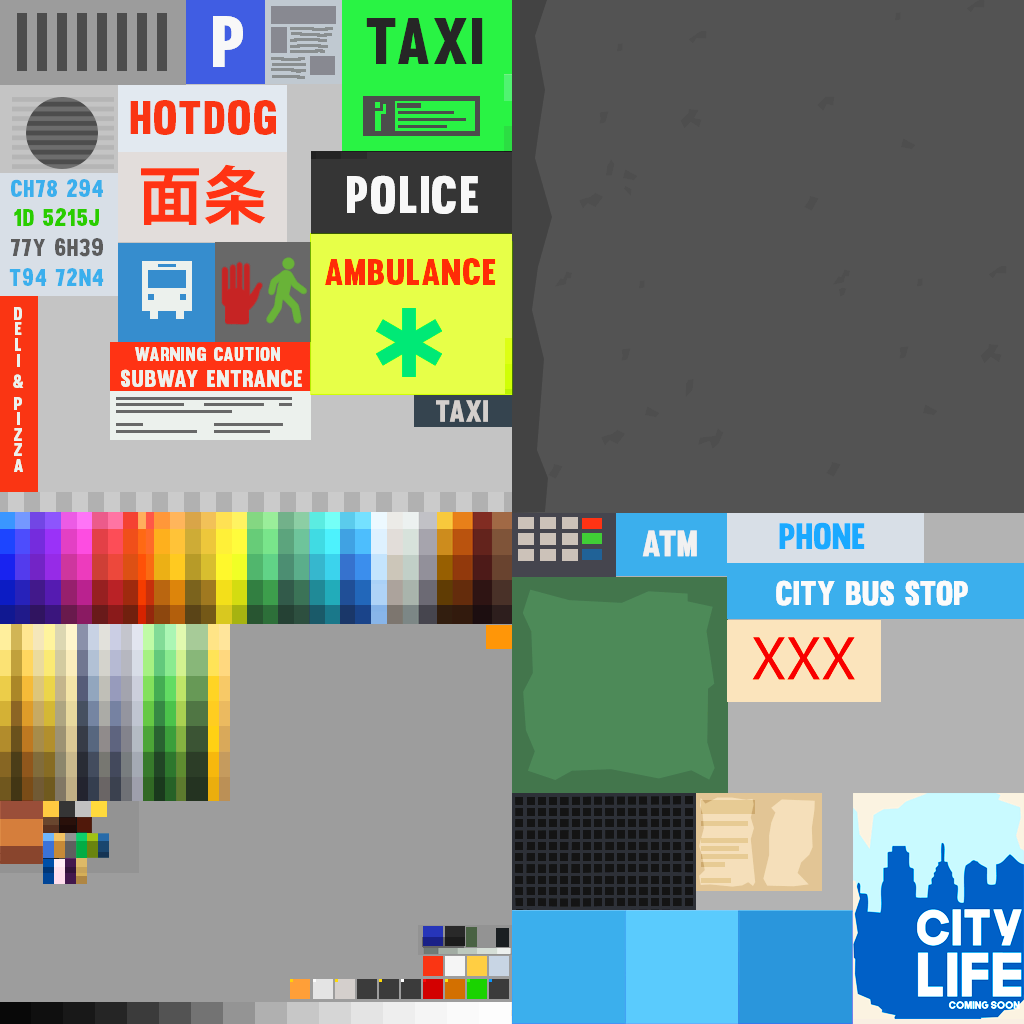 P
TAXI
HOTDOG
面条
POLICE
CH78 294
1D 5215J
77Y 6H39
T94 72N4
AMBULANCE
DELI & PIZZA
WARNING CAUTION
SUBWAY ENTRANCE
TAXI
ATM
PHONE
CITY BUS STOP
XXX
CITY
LIFE
COMING SOON